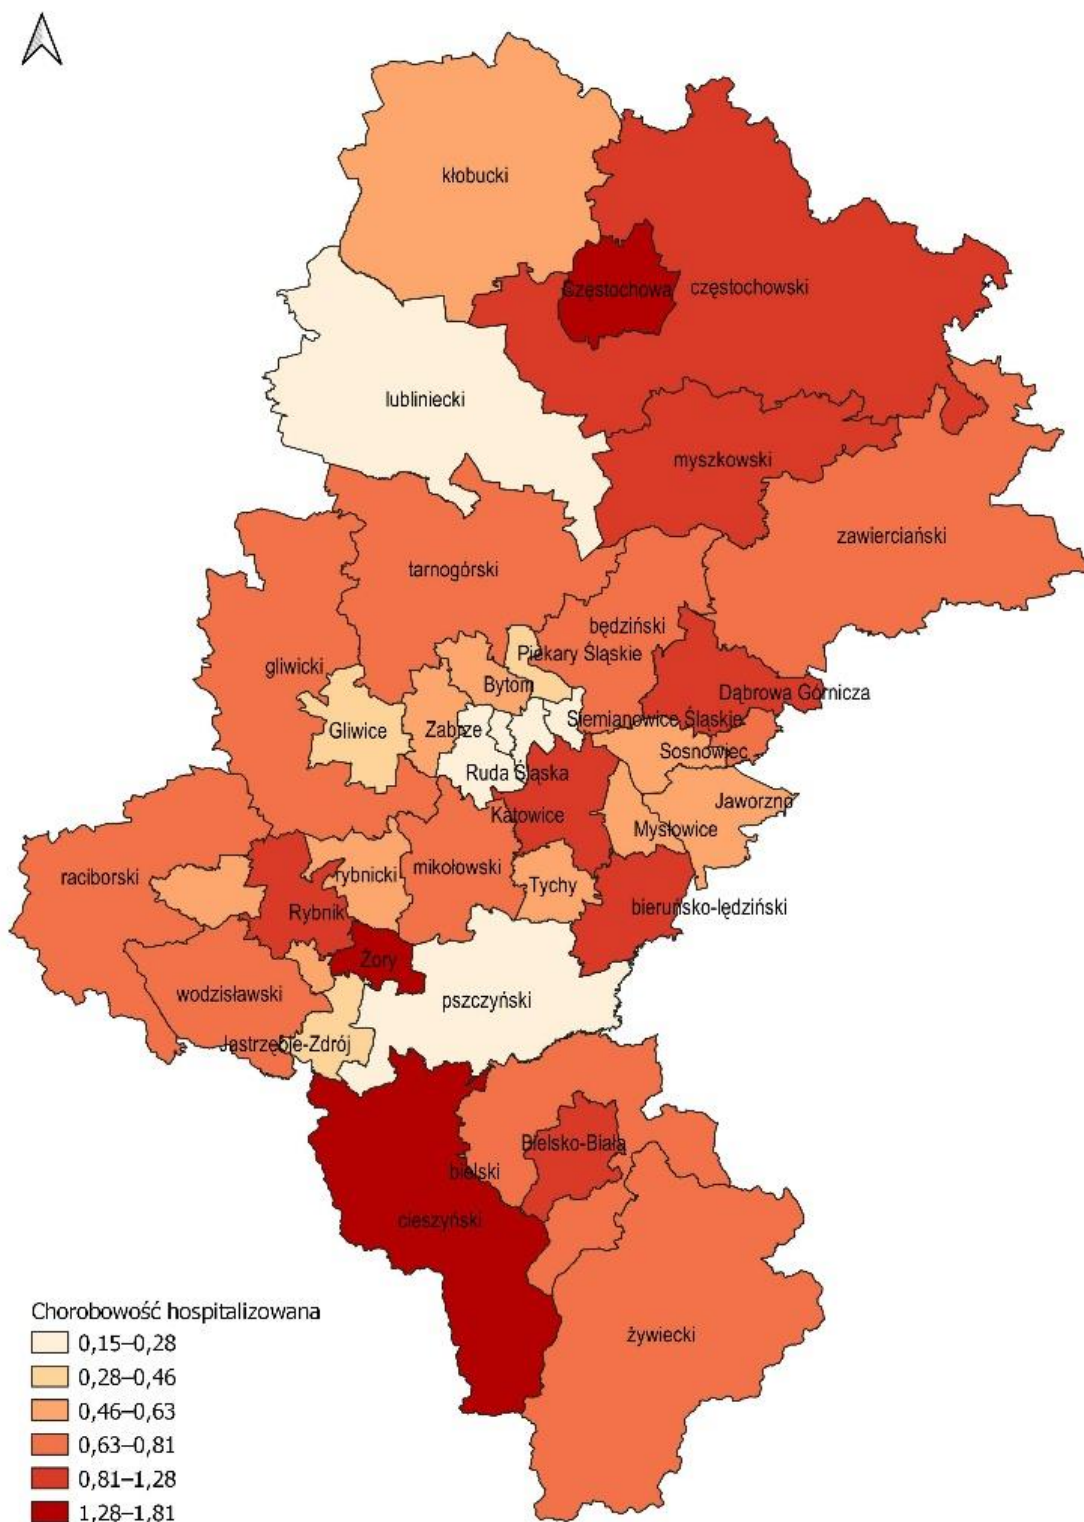 kłobucki
Częstochowa
częstochowski
lubliniecki
myszkowski
zawierciański
tarnogórski
będziński
Piekary Śląskie
gliwicki
Bytom
Dąbrowa Górnicza
Siemianowice Śląskie
Gliwice
Zabrze
Sosnowiec
Ruda Śląska
Jaworzno
Katowice
Mysłowice
raciborski
rybnicki
mikołowski
Tychy
Rybnik
bieruńsko-lędziński
Żory
wodzisławski
pszczyński
Jastrzębie-Zdrój
Bielsko-Biała
bielski
cieszyński
żywiecki
Chorobowość hospitalizowana
0,15–0,28
0,28–0,46
0,46–0,63
0,63–0,81
0,81–1,28
1,28–1,81